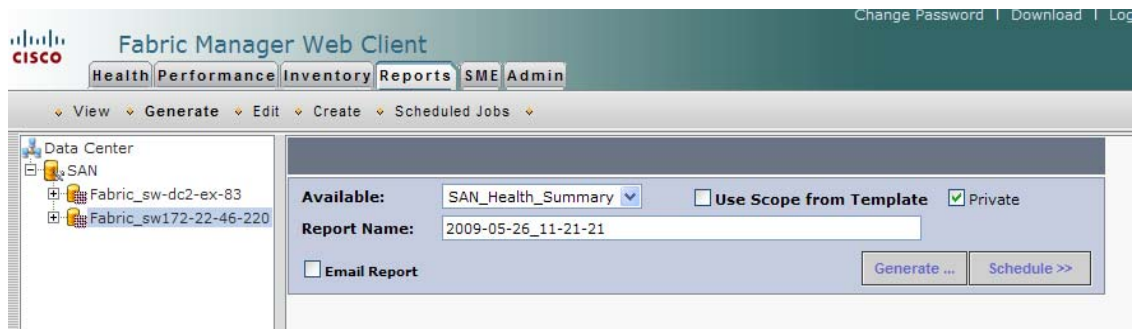 Change Password | Download | Log
CISCO
Fabric Manager Web Client
Health Performance Inventory Reports SME Admin
View Generate Edit Create Scheduled Jobs
Data Center
SAN
Fabric_sw-dc2-ex-83
Fabric_sw172-22-46-220
Available: SAN_Health_Summary Use Scope from Template Private
Report Name: 2009-05-26_11-21-21
Email Report Generate ... Schedule >>